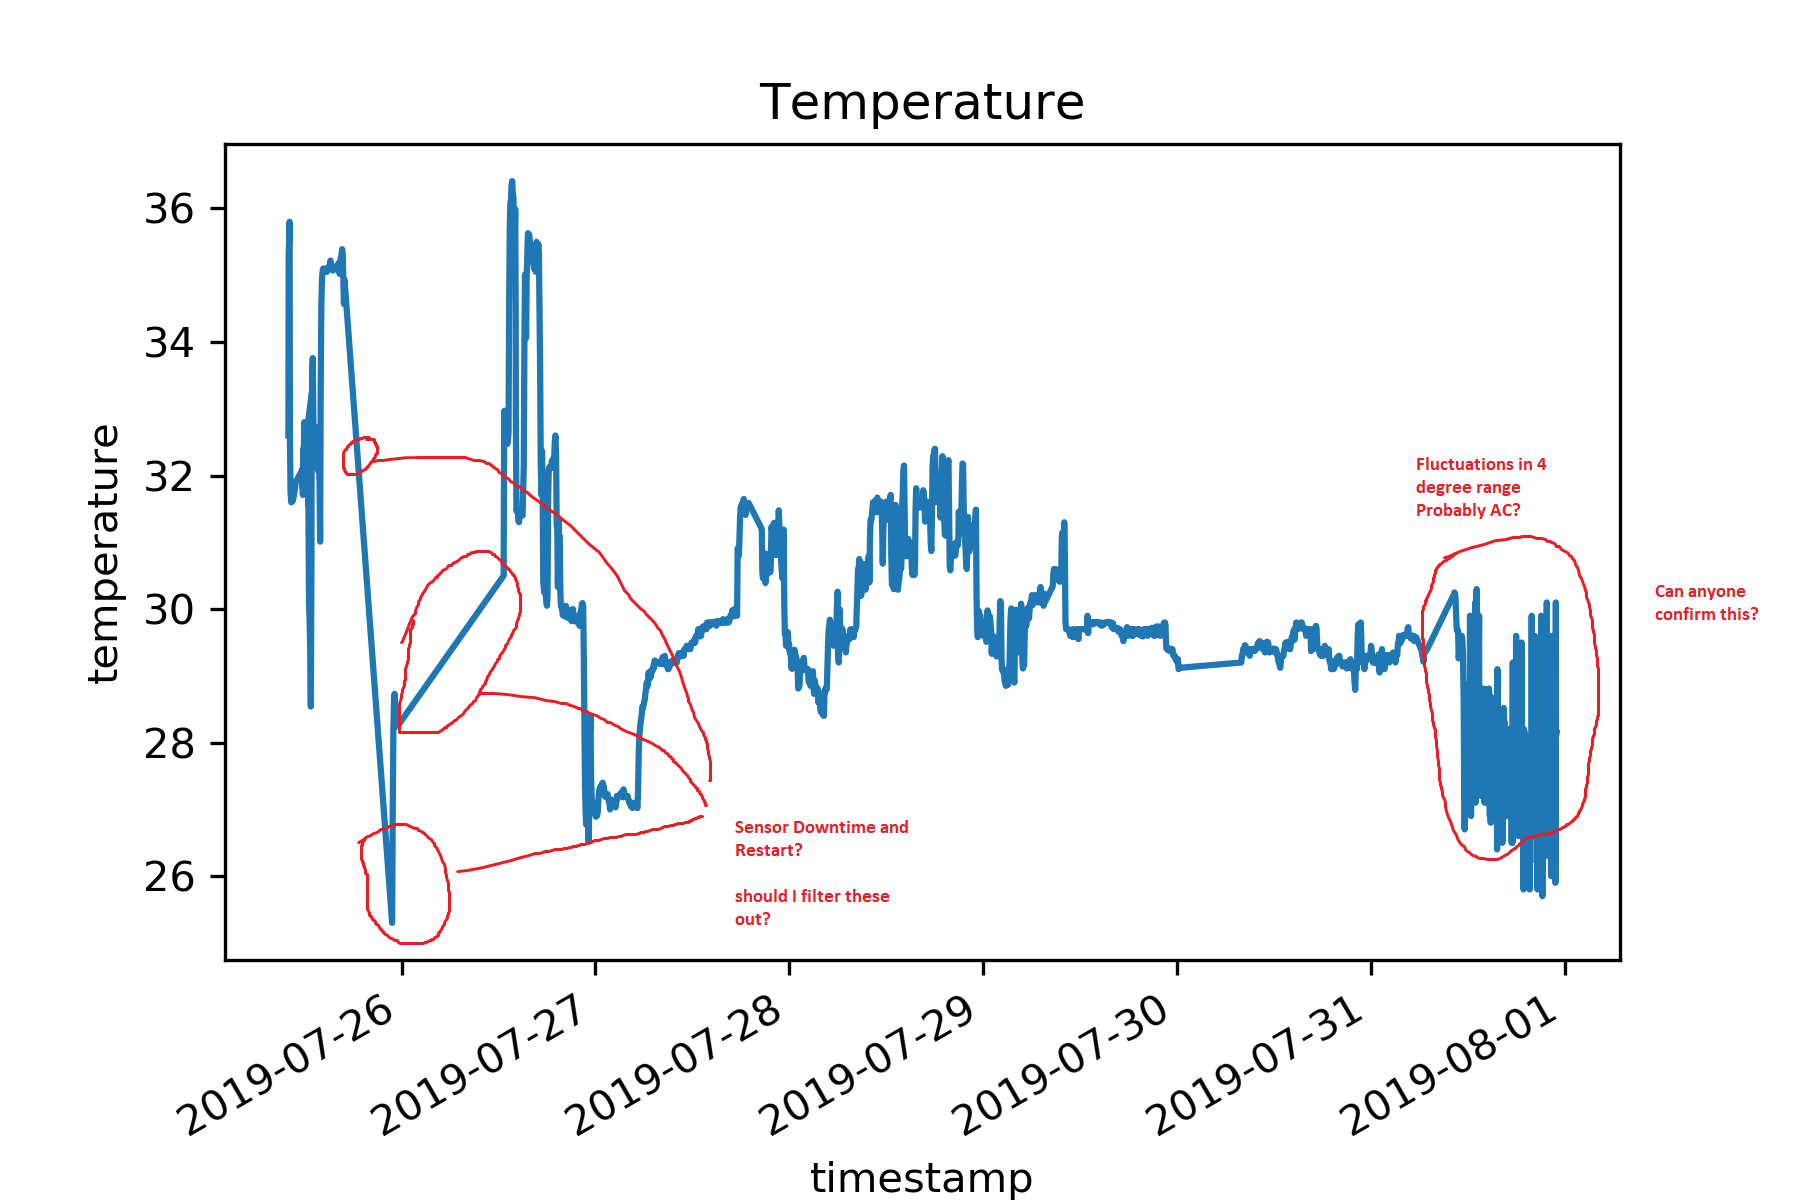 Temperature
36
34
32
30
28
26
temperature
Fluctuations in 4
degree range
Probably AC?
Can anyone
confirm this?
Sensor Downtime and
Restart?
should I filter these
out?
2019-07-26
2019-07-27
2019-07-28
2019-07-29
2019-07-30
2019-07-31
2019-08-01
timestamp